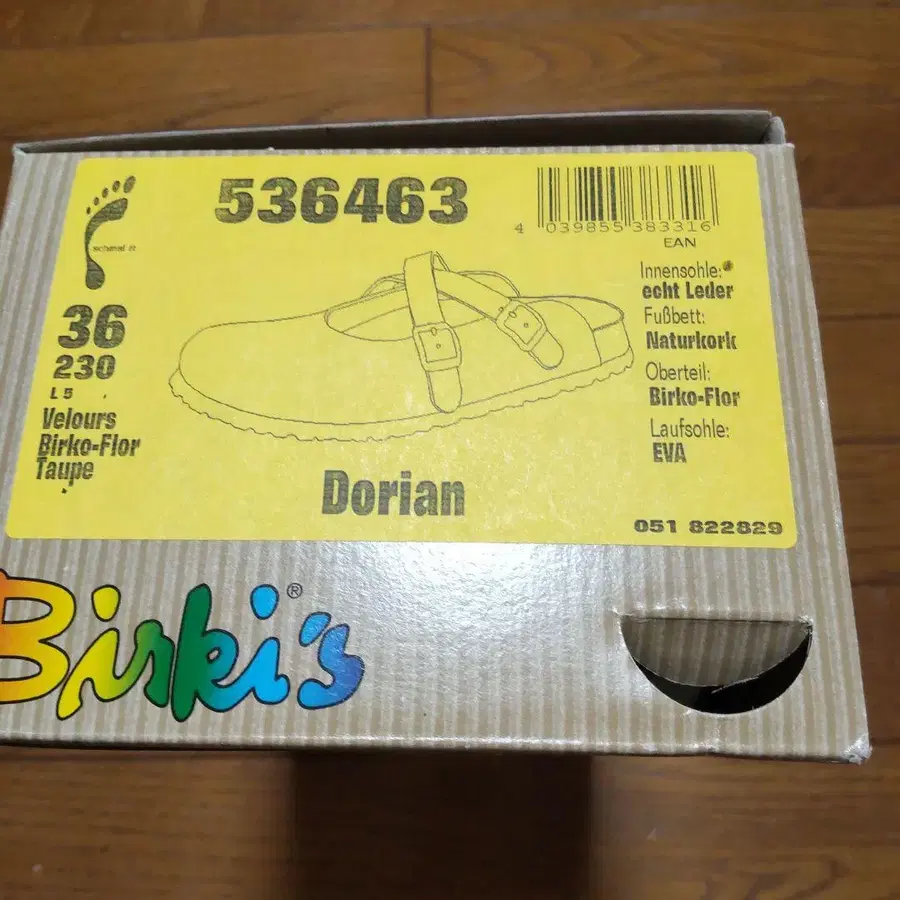 536463
4 039855 383316
EAN
schmal
36
230
L 5
Velours
Birko-Flor
Taupe
Innensohle:
echt Leder
Fußbett:
Naturkork
Oberteil:
Birko-Flor
Laufsohle:
EVA
Dorian
051 822829
Birki's®